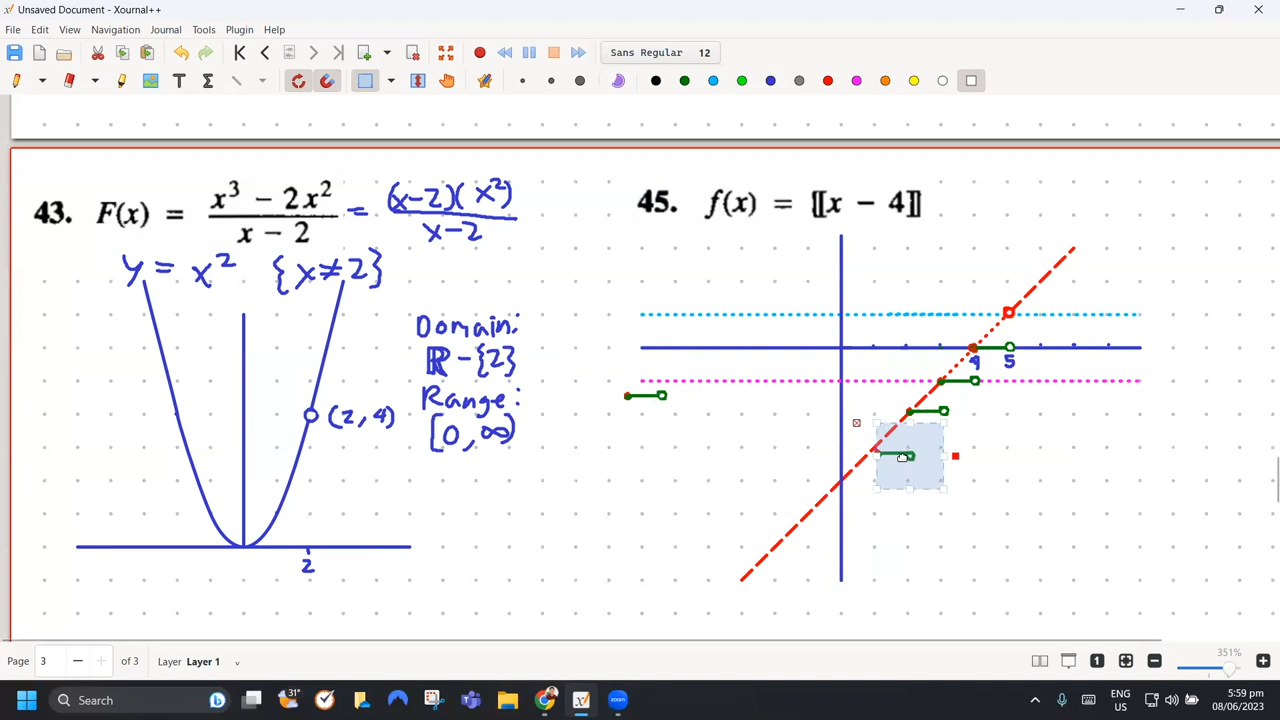 Unsaved Document - Xournal++
File Edit View Navigation Journal Tools Plugin Help
Sans Regular 12
43. F(x) = x³ − 2x² / x − 2 = (x−2)(x²) / x−2
y = x² {x≠2}
Domain:
ℝ − {2}
Range:
[0, ∞)
(2, 4)
2
45. f(x) = ⟦x − 4⟧
4 5
351%
Page 3 of 3 Layer Layer 1
Search
31°
zoom
ENG
US
5:59 pm
08/06/2023